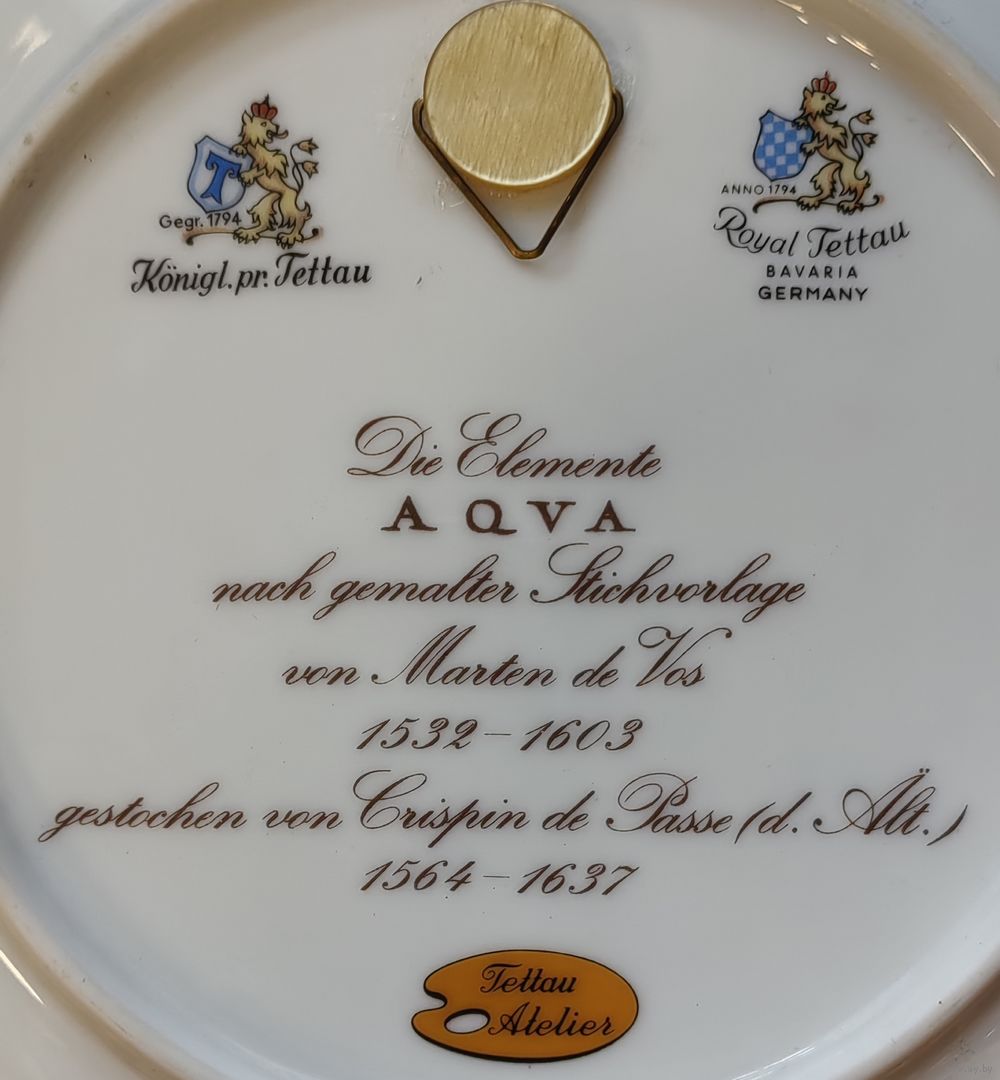 T
Gegr. 1794
Königl. pr. Tettau
ANNO 1794
Royal Tettau
BAVARIA
GERMANY
Die Elemente
AQVA
nach gemalter Stichvorlage
von Marten de Vos
1532 – 1603
gestochen von Crispin de Passe (d. Ält.)
1564 – 1637
Tettau
Atelier